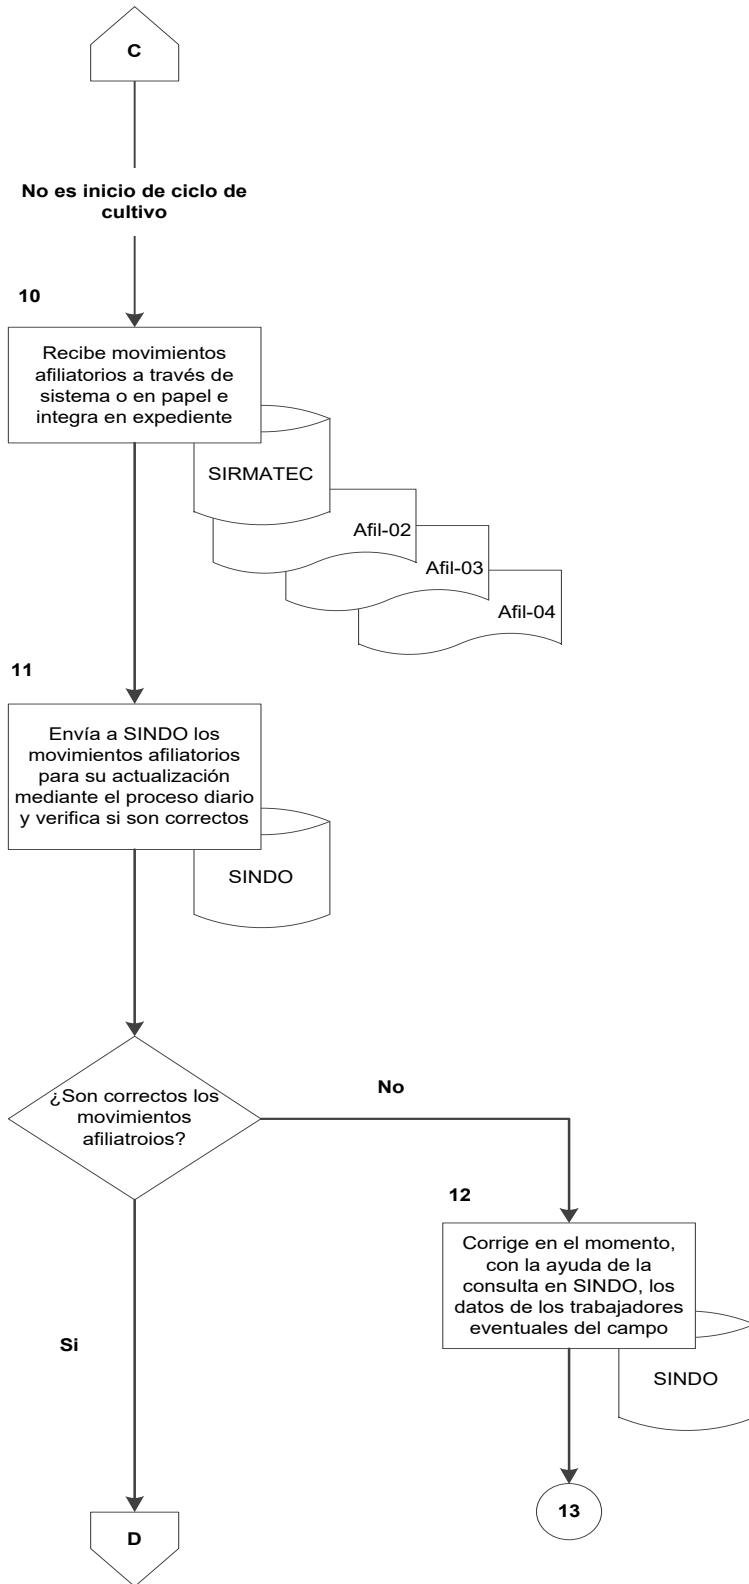 C
No es inicio de ciclo de
cultivo
10
Recibe movimientos
afiliatorios a través de
sistema o en papel e
integra en expediente
SIRMATEC
Afil-02
Afil-03
Afil-04
11
Envía a SINDO los
movimientos afiliatorios
para su actualización
mediante el proceso diario
y verifica si son correctos
SINDO
¿Son correctos los
movimientos
afiliatroios?
No
12
Corrige en el momento,
con la ayuda de la
consulta en SINDO, los
datos de los trabajadores
eventuales del campo
SINDO
Si
13
D